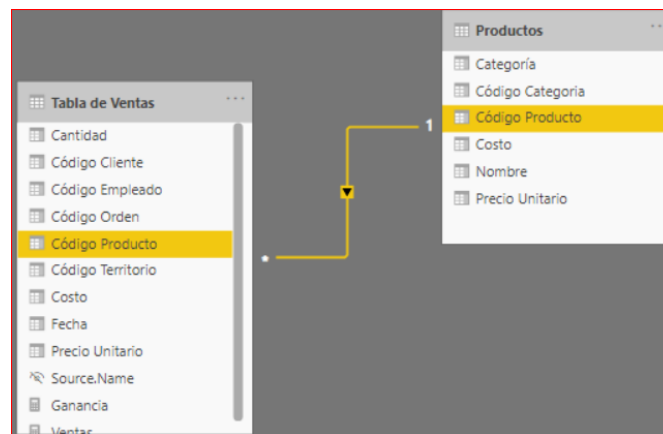 Productos
Categoría
Código Categoria
Código Producto
Costo
Nombre
Precio Unitario
1
Tabla de Ventas
Cantidad
Código Cliente
Código Empleado
Código Orden
Código Producto
Código Territorio
Costo
Fecha
Precio Unitario
Source.Name
Ganancia
Ventas
*